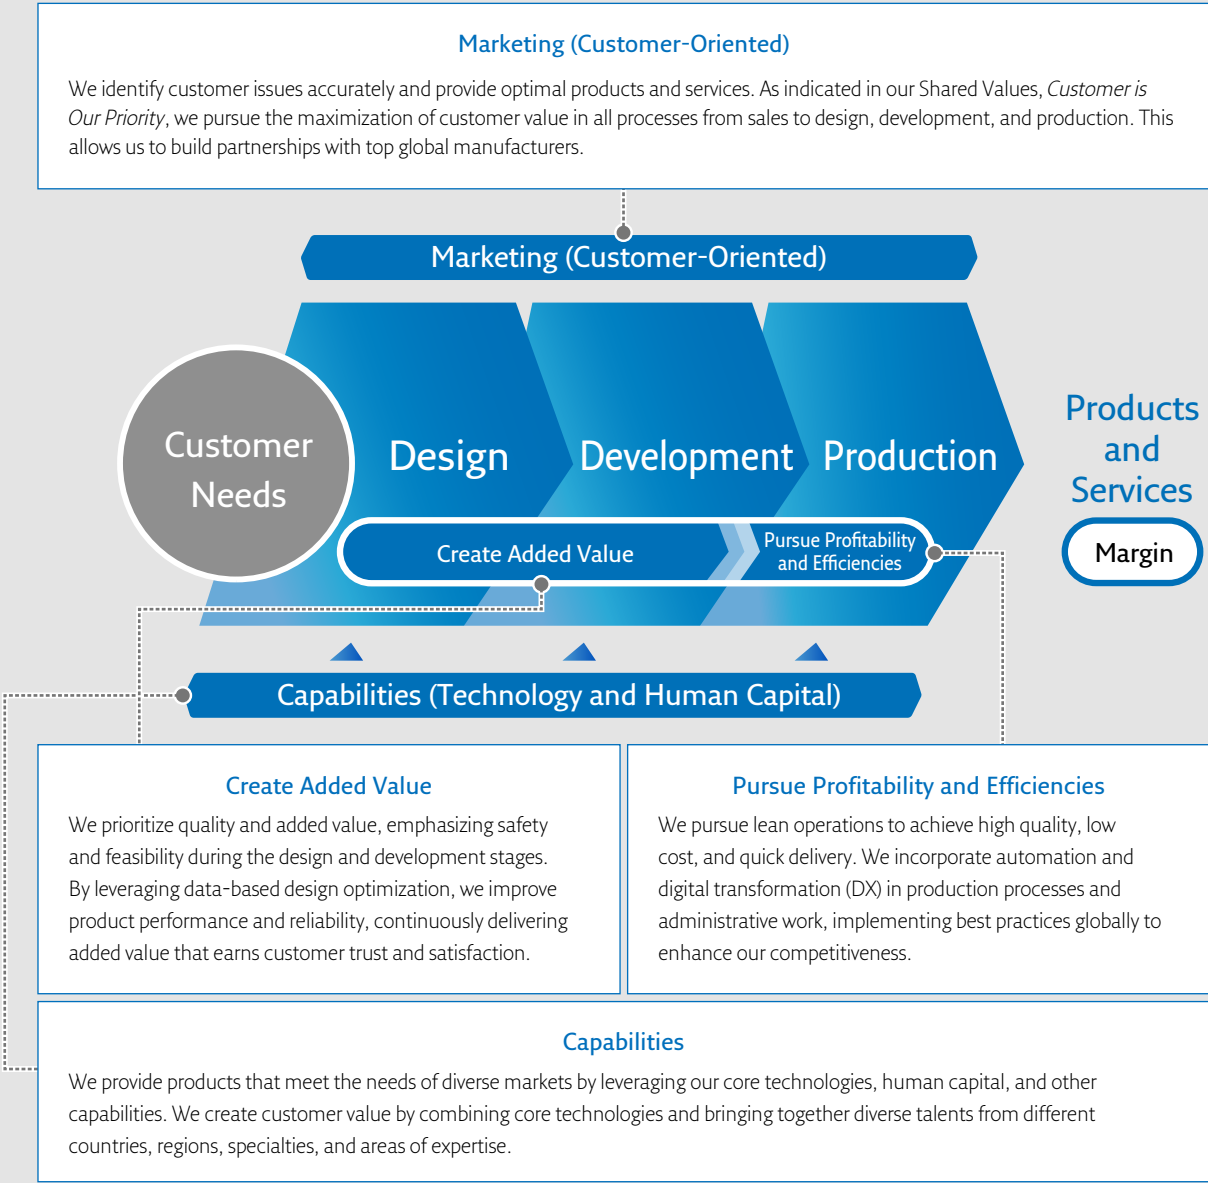 Marketing (Customer-Oriented)
We identify customer issues accurately and provide optimal products and services. As indicated in our Shared Values, Customer is
Our Priority, we pursue the maximization of customer value in all processes from sales to design, development, and production. This
allows us to build partnerships with top global manufacturers.
Marketing (Customer-Oriented)
Customer
Needs
Design
Development
Production
Products
and
Services
Margin
Create Added Value
Pursue Profitability
and Efficiencies
Capabilities (Technology and Human Capital)
Create Added Value
We prioritize quality and added value, emphasizing safety
and feasibility during the design and development stages.
By leveraging data-based design optimization, we improve
product performance and reliability, continuously delivering
added value that earns customer trust and satisfaction.
Pursue Profitability and Efficiencies
We pursue lean operations to achieve high quality, low
cost, and quick delivery. We incorporate automation and
digital transformation (DX) in production processes and
administrative work, implementing best practices globally to
enhance our competitiveness.
Capabilities
We provide products that meet the needs of diverse markets by leveraging our core technologies, human capital, and other
capabilities. We create customer value by combining core technologies and bringing together diverse talents from different
countries, regions, specialties, and areas of expertise.